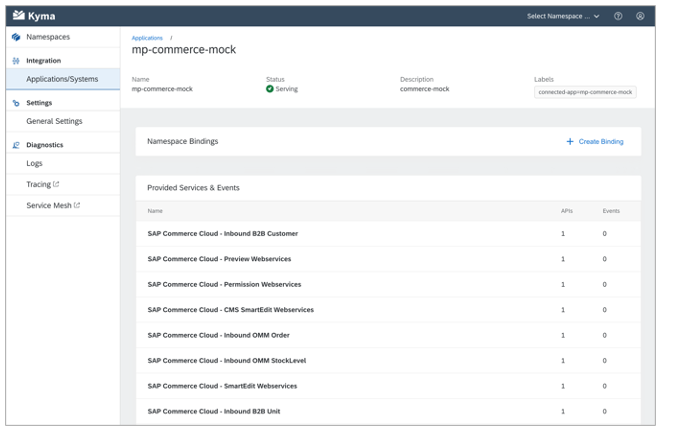 Kyma
Select Namespace ...
Namespaces
Integration
Applications/Systems
Settings
General Settings
Diagnostics
Logs
Tracing
Service Mesh
Applications /
mp-commerce-mock
Name
mp-commerce-mock
Status
Serving
Description
commerce-mock
Labels
connected-app=mp-commerce-mock
Namespace Bindings
+ Create Binding
Provided Services & Events
Name APIs Events
SAP Commerce Cloud - Inbound B2B Customer 1 0
SAP Commerce Cloud - Preview Webservices 1 0
SAP Commerce Cloud - Permission Webservices 1 0
SAP Commerce Cloud - CMS SmartEdit Webservices 1 0
SAP Commerce Cloud - Inbound OMM Order 1 0
SAP Commerce Cloud - Inbound OMM StockLevel 1 0
SAP Commerce Cloud - SmartEdit Webservices 1 0
SAP Commerce Cloud - Inbound B2B Unit 1 0